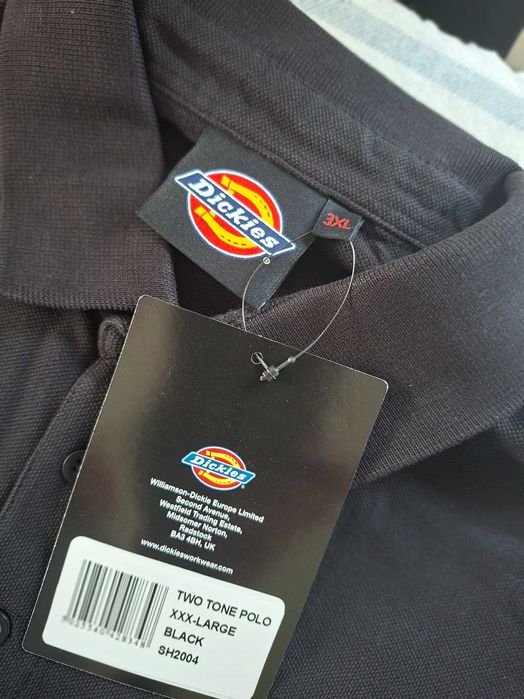 Dickies
®
3XL
Dickies
Williamson-Dickie Europe Limited
Second Avenue,
Westfield Trading Estate,
Midsomer Norton,
Radstock
BA3 4BH, UK
www.dickiesworkwear.com
TWO TONE POLO
XXX-LARGE
BLACK
SH2004